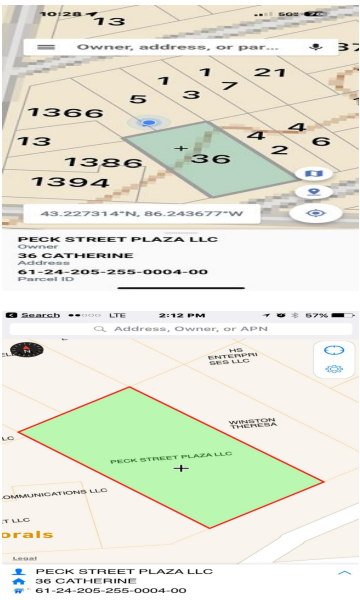 10:28
13
5G
Owner, address, or par...
37
1 21
1
7
5 3
1366
4
4 6
13
2
1386 36
1394
43.227314°N, 86.243677°W
PECK STREET PLAZA LLC
Owner
36 CATHERINE
Address
61-24-205-255-0004-00
Parcel ID
Search LTE 2:12 PM 57%
Address, Owner, or APN
N
HS
ENTERPRI
SES LLC
LC
WINSTON
THERESA
PECK STREET PLAZA LLC
OMMUNICATIONS LLC
T LLC
orals
Legal
PECK STREET PLAZA LLC
36 CATHERINE
61-24-205-255-0004-00